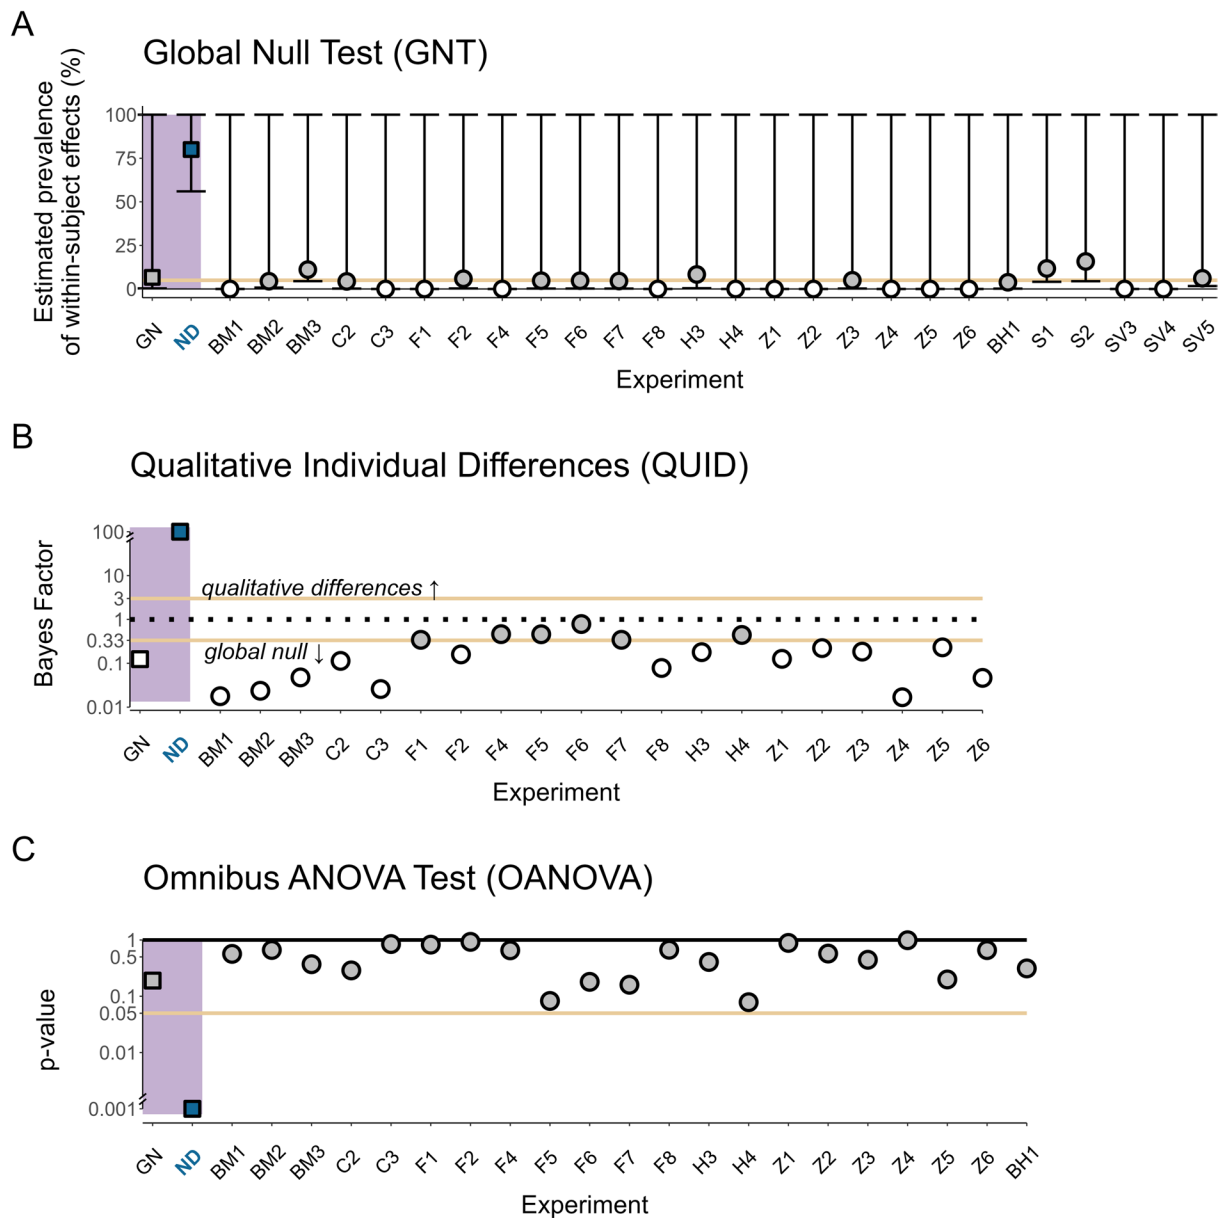 A
Global Null Test (GNT)
Estimated prevalence
of within-subject effects (%)
100
75
50
25
0
GN ND BM1 BM2 BM3 C2 C3 F1 F2 F4 F5 F6 F7 F8 H3 H4 Z1 Z2 Z3 Z4 Z5 Z6 BH1 S1 S2 SV3 SV4 SV5
Experiment
B
Qualitative Individual Differences (QUID)
Bayes Factor
100
10
3
1
0.33
0.1
0.01
qualitative differences ↑
global null ↓
GN ND BM1 BM2 BM3 C2 C3 F1 F2 F4 F5 F6 F7 F8 H3 H4 Z1 Z2 Z3 Z4 Z5 Z6
Experiment
C
Omnibus ANOVA Test (OANOVA)
p-value
1
0.5
0.1
0.05
0.01
0.001
GN ND BM1 BM2 BM3 C2 C3 F1 F2 F4 F5 F6 F7 F8 H3 H4 Z1 Z2 Z3 Z4 Z5 Z6 BH1
Experiment